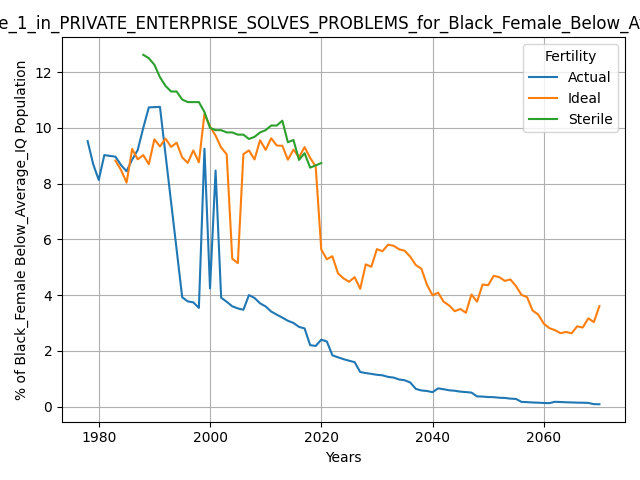 e_1_in_PRIVATE_ENTERPRISE_SOLVES_PROBLEMS_for_Black_Female_Below_A
Fertility
Actual
Ideal
Sterile
% of Black_Female Below_Average_IQ Population
12
10
8
6
4
2
0
1980 2000 2020 2040 2060
Years